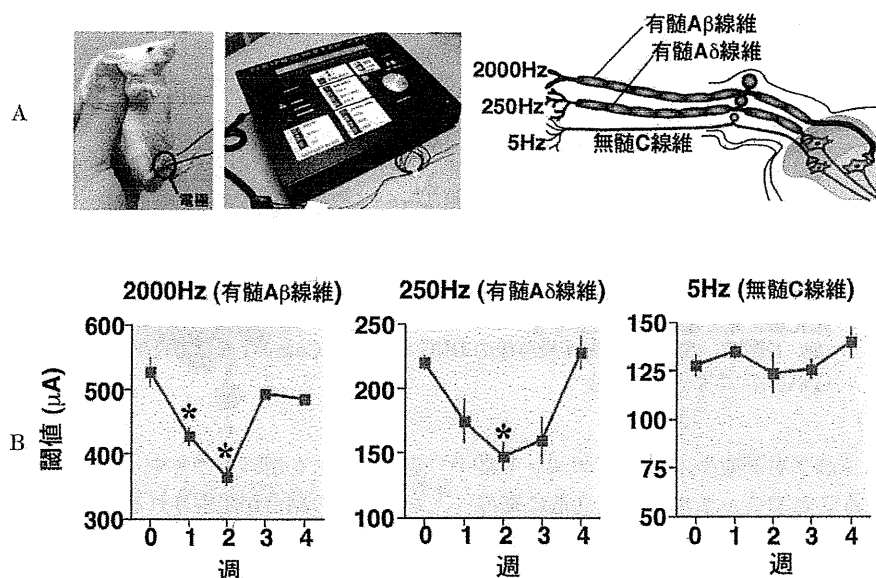 A
電極
有髄Aβ線維
有髄Aδ線維
2000Hz
250Hz
5Hz
無髄C線維
B
2000Hz (有髄Aβ線維)
250Hz (有髄Aδ線維)
5Hz (無髄C線維)
閾値 (μA)
600
500
400
300
0 1 2 3 4
週
*
*
250
200
150
100
0 1 2 3 4
週
*
150
125
100
75
50
0 1 2 3 4
週